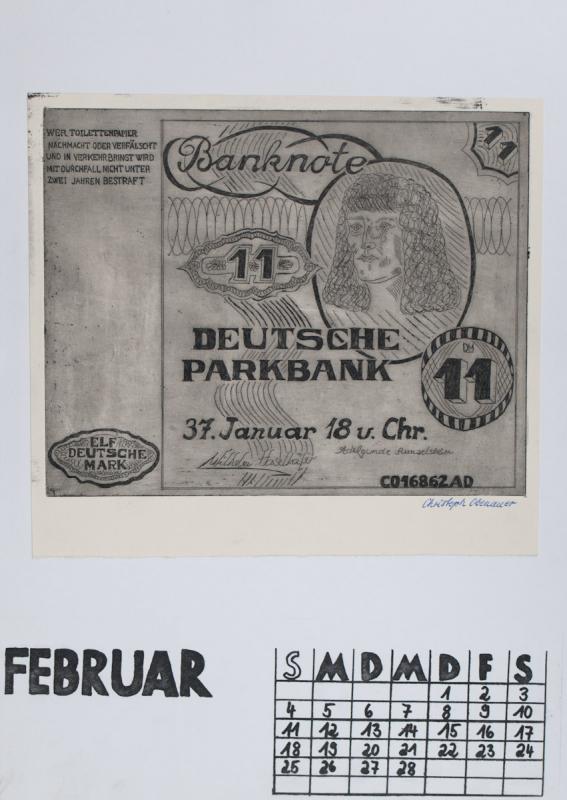 WER TOILETTENPAPIER
NACHMACHT ODER VERFÄLSCHT
UND IN VERKEHR BRINGT WIRD
MIT DURCHFALL NICHT UNTER
ZWEI JAHREN BESTRAFT
Banknote
11
11
DEUTSCHE
PARKBANK
DM
11
37. Januar 18 v. Chr.
ELF
DEUTSCHE
MARK
Wilhelm
Adelgunde
CO16862AD
Christoph
FEBRUAR
S M D M D F S
1 2 3
4 5 6 7 8 9 10
11 12 13 14 15 16 17
18 19 20 21 22 23 24
25 26 27 28